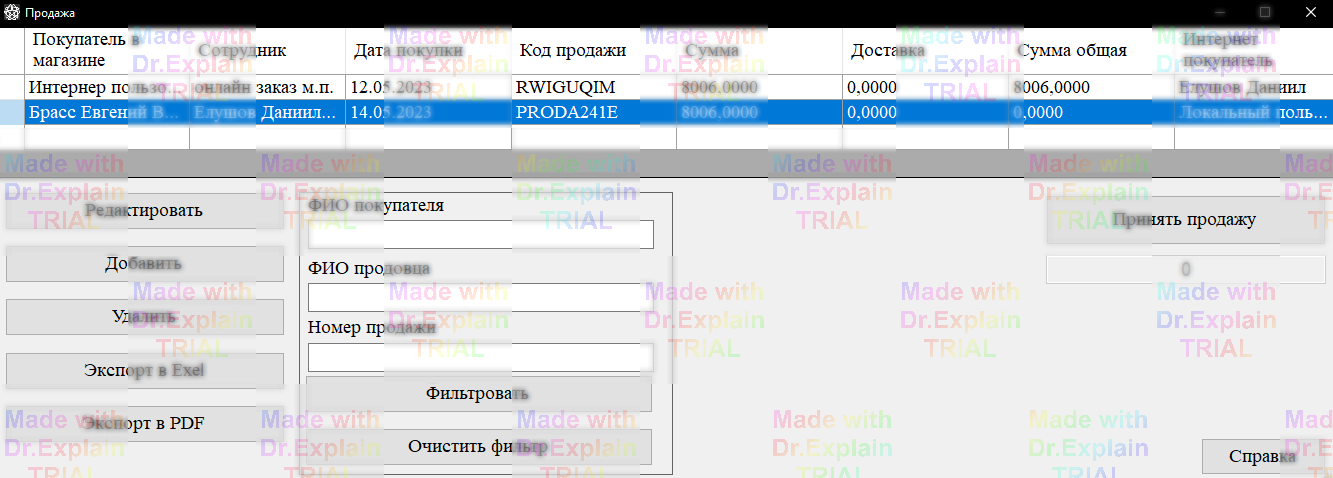 Продажа
Покупатель в магазине Сотрудник Дата покупки Код продажи Сумма Доставка Сумма общая Интернет покупатель
Интернер пользо... онлайн заказ м.п. 12.05.2023 RWIGUQIM 8006,0000 0,0000 8006,0000 Елушов Даниил
Брасс Евгений В... Елушов Даниил... 14.05.2023 PRODA241E 8006,0000 0,0000 0,0000 Локальный поль...
Редактировать
Добавить
Удалить
Экспорт в Exel
Экспорт в PDF
ФИО покупателя
ФИО продовца
Номер продажи
Фильтровать
Очистить фильтр
Принять продажу
0
Справка
Made with
Dr.Explain
TRIAL